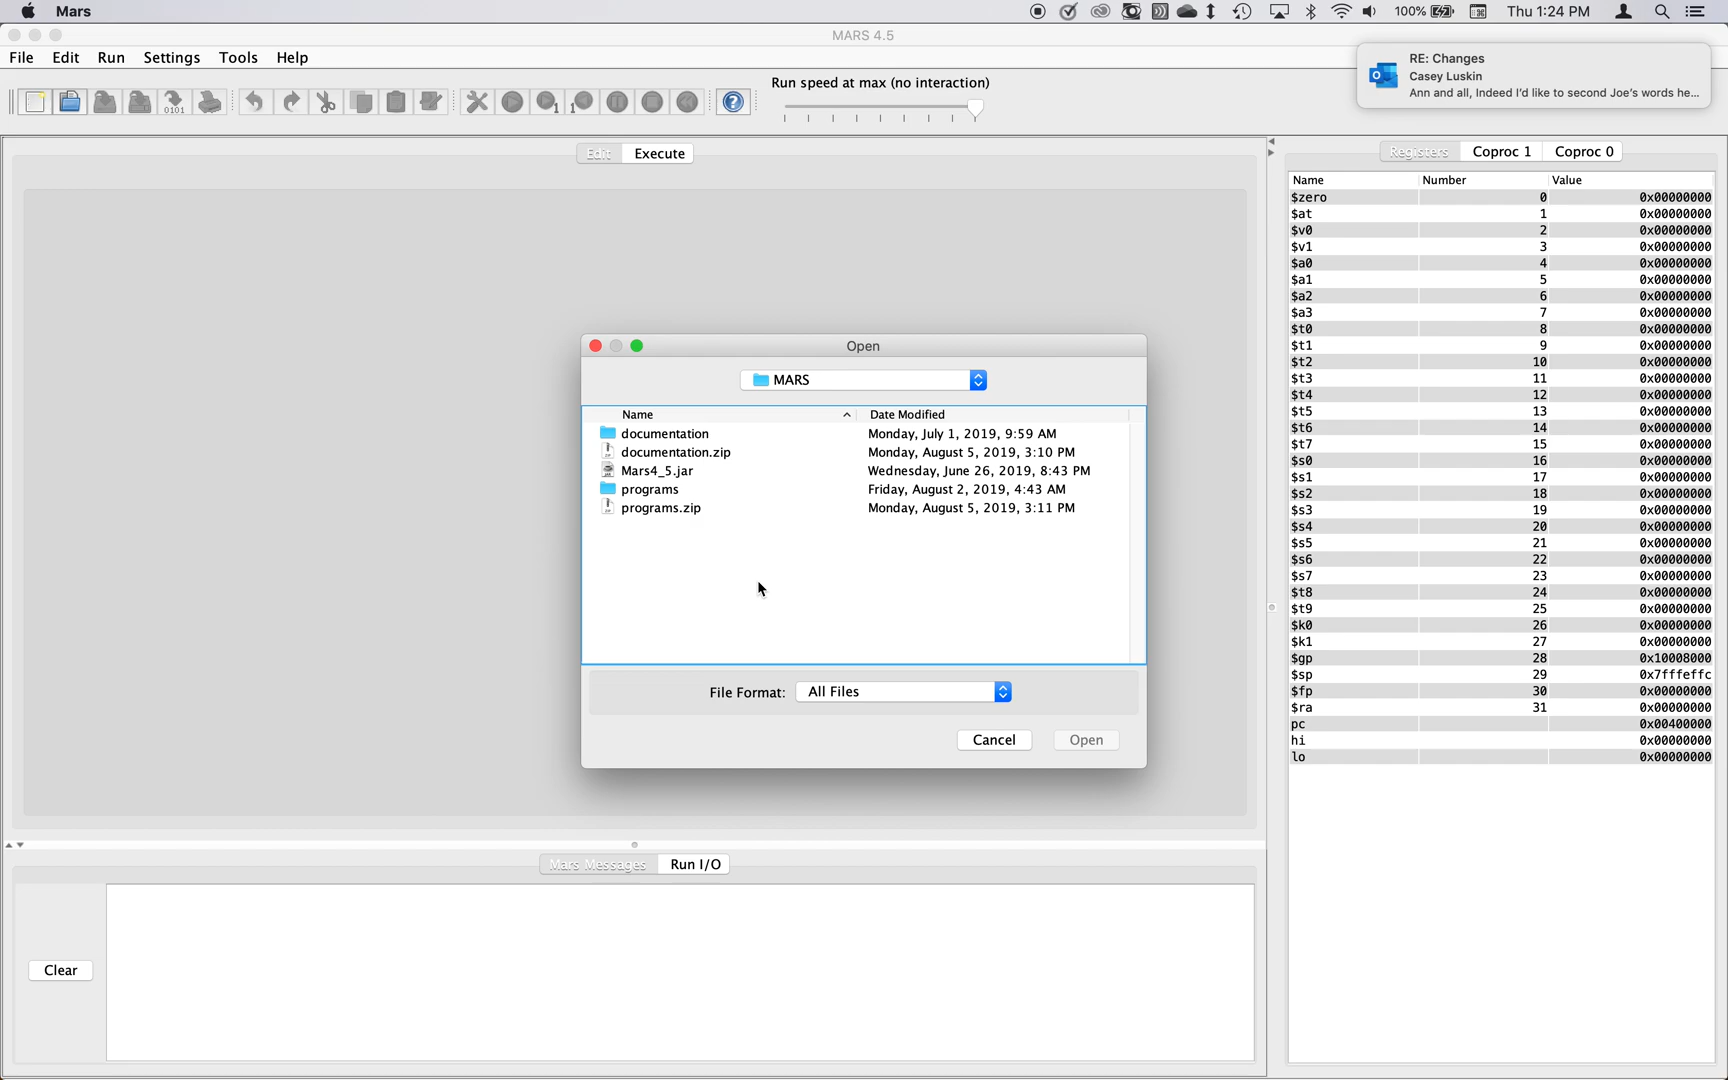 Mars
100%
Thu 1:24 PM
MARS 4.5
File Edit Run Settings Tools Help
RE: Changes
Casey Luskin
Ann and all, Indeed I'd like to second Joe's words he...
Run speed at max (no interaction)
Edit Execute
Registers Coproc 1 Coproc 0
Name Number Value
$zero 0 0x00000000
$at 1 0x00000000
$v0 2 0x00000000
$v1 3 0x00000000
$a0 4 0x00000000
$a1 5 0x00000000
$a2 6 0x00000000
$a3 7 0x00000000
$t0 8 0x00000000
$t1 9 0x00000000
$t2 10 0x00000000
$t3 11 0x00000000
$t4 12 0x00000000
$t5 13 0x00000000
$t6 14 0x00000000
$t7 15 0x00000000
$s0 16 0x00000000
$s1 17 0x00000000
$s2 18 0x00000000
$s3 19 0x00000000
$s4 20 0x00000000
$s5 21 0x00000000
$s6 22 0x00000000
$s7 23 0x00000000
$t8 24 0x00000000
$t9 25 0x00000000
$k0 26 0x00000000
$k1 27 0x00000000
$gp 28 0x10008000
$sp 29 0x7fffeffc
$fp 30 0x00000000
$ra 31 0x00000000
pc 0x00400000
hi 0x00000000
lo 0x00000000
Open
MARS
Name Date Modified
documentation Monday, July 1, 2019, 9:59 AM
documentation.zip Monday, August 5, 2019, 3:10 PM
Mars4_5.jar Wednesday, June 26, 2019, 8:43 PM
programs Friday, August 2, 2019, 4:43 AM
programs.zip Monday, August 5, 2019, 3:11 PM
File Format: All Files
Cancel Open
Mars Messages Run I/O
Clear